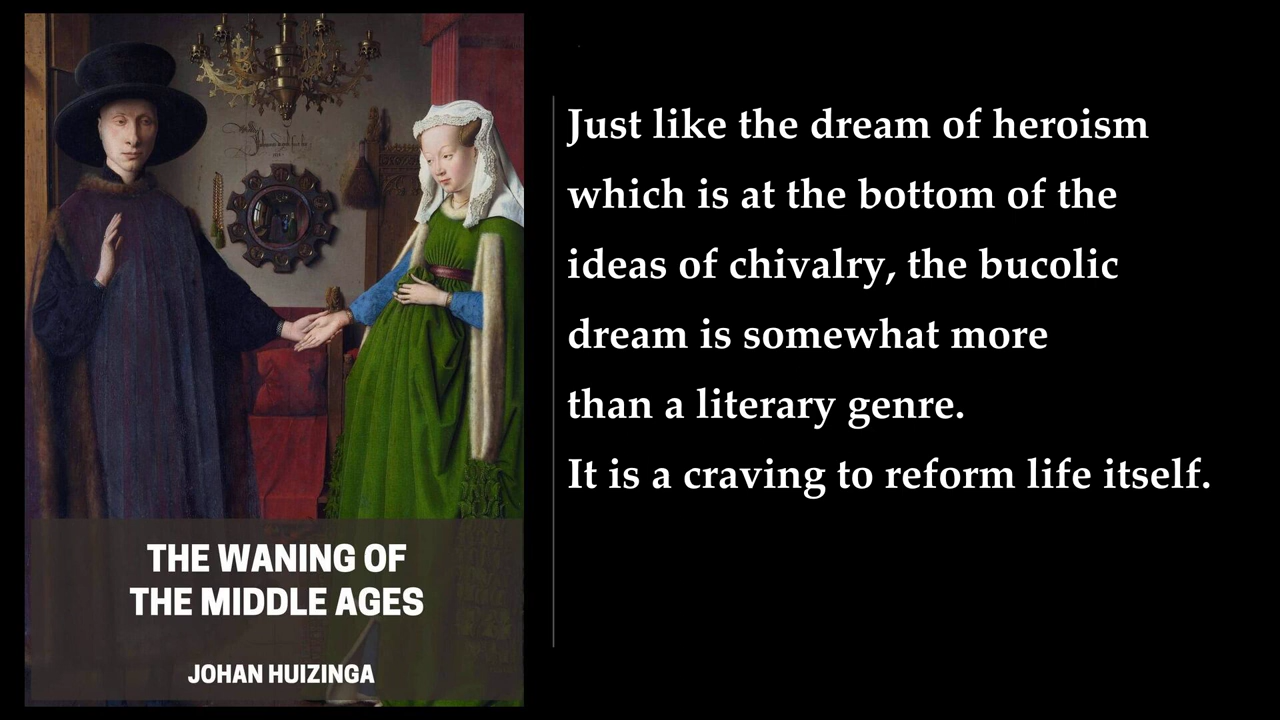 THE WANING OF
THE MIDDLE AGES
JOHAN HUIZINGA
Just like the dream of heroism
which is at the bottom of the
ideas of chivalry, the bucolic
dream is somewhat more
than a literary genre.
It is a craving to reform life itself.